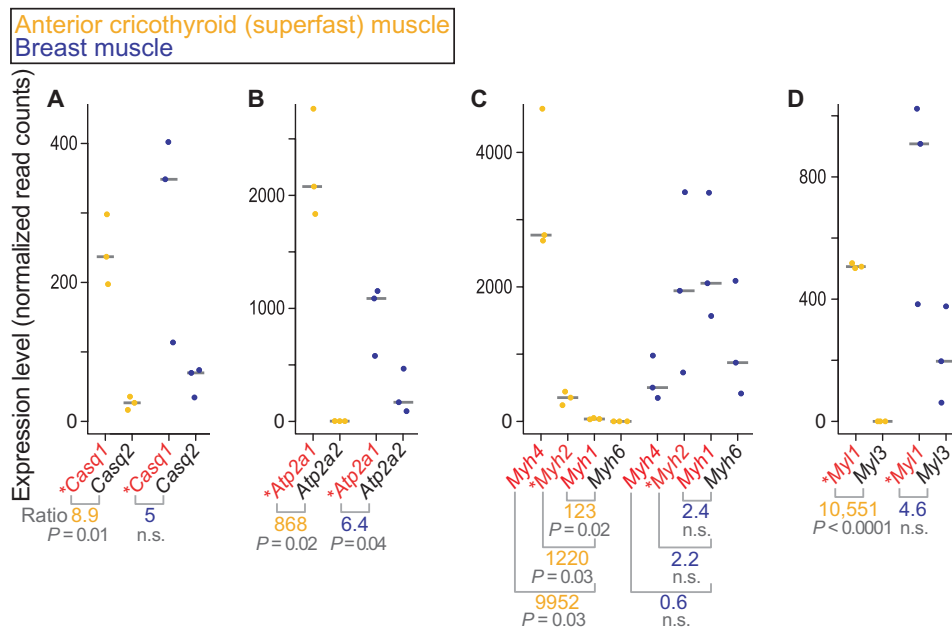 Anterior cricothyroid (superfast) muscle
Breast muscle
Expression level (normalized read counts)
A
400
200
0
*Casq1
Casq2
*Casq1
Casq2
Ratio 8.9
P = 0.01
5
n.s.
B
2000
1000
0
*Atp2a1
Atp2a2
*Atp2a1
Atp2a2
868
P = 0.02
6.4
P = 0.04
C
4000
2000
0
Myh4
*Myh2
Myh1
Myh6
Myh4
*Myh2
Myh1
Myh6
123
P = 0.02
2.4
n.s.
1220
P = 0.03
2.2
n.s.
9952
P = 0.03
0.6
n.s.
D
800
400
0
*Myl1
Myl3
*Myl1
Myl3
10,551
P < 0.0001
4.6
n.s.